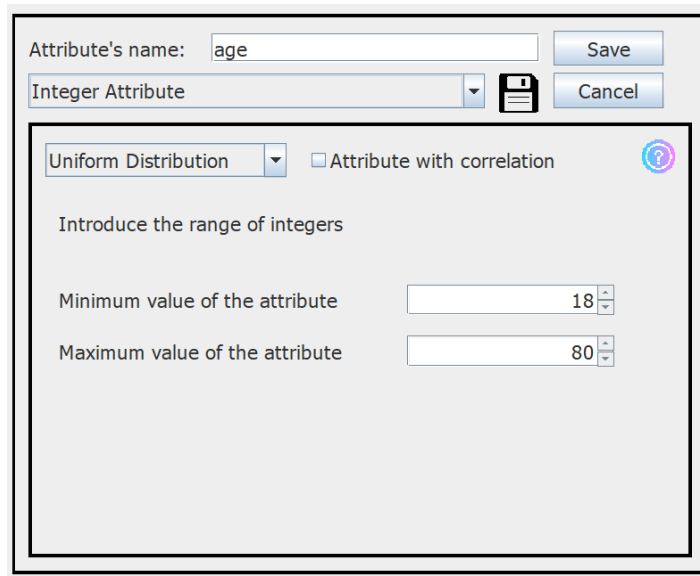 Attribute's name: age Save
Integer Attribute Cancel
Uniform Distribution Attribute with correlation ?
Introduce the range of integers
Minimum value of the attribute 18
Maximum value of the attribute 80